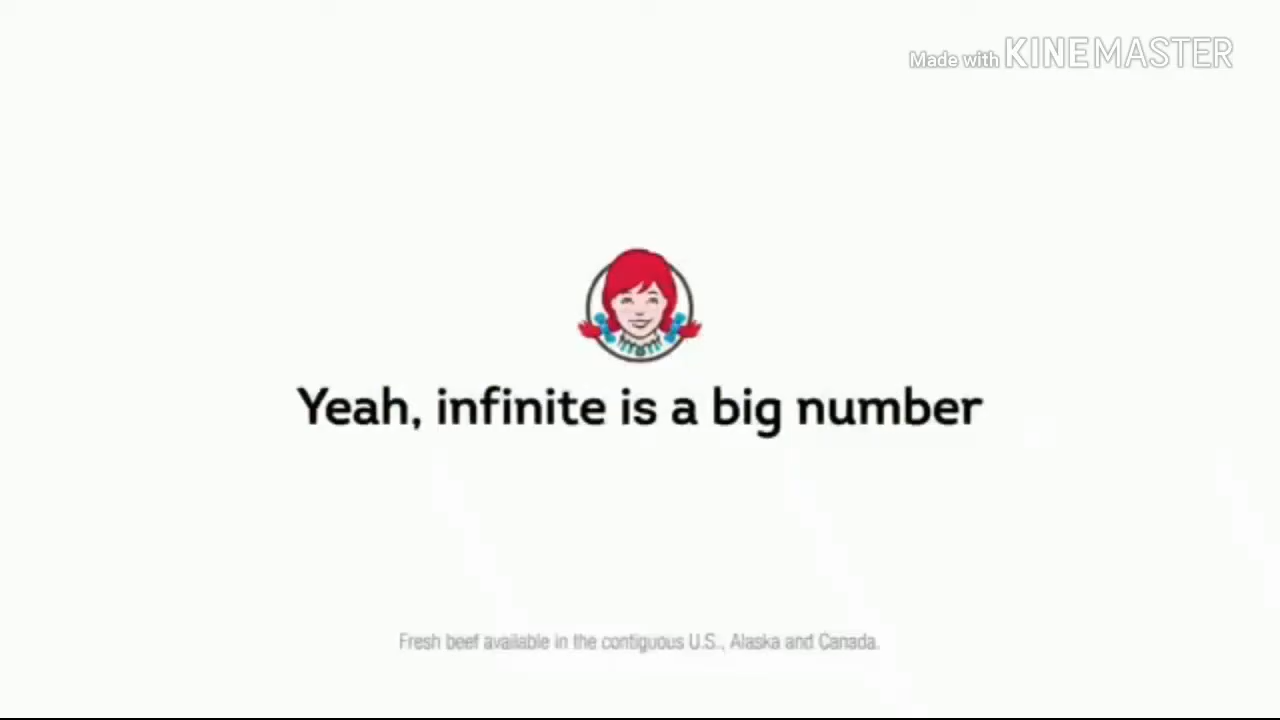 Made with KINEMASTER
Yeah, infinite is a big number
Fresh beef available in the contiguous U.S., Alaska and Canada.